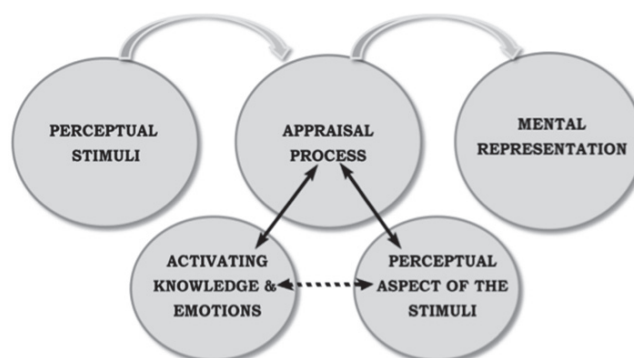 PERCEPTUAL
STIMULI
APPRAISAL
PROCESS
MENTAL
REPRESENTATION
ACTIVATING
KNOWLEDGE &
EMOTIONS
PERCEPTUAL
ASPECT OF THE
STIMULI